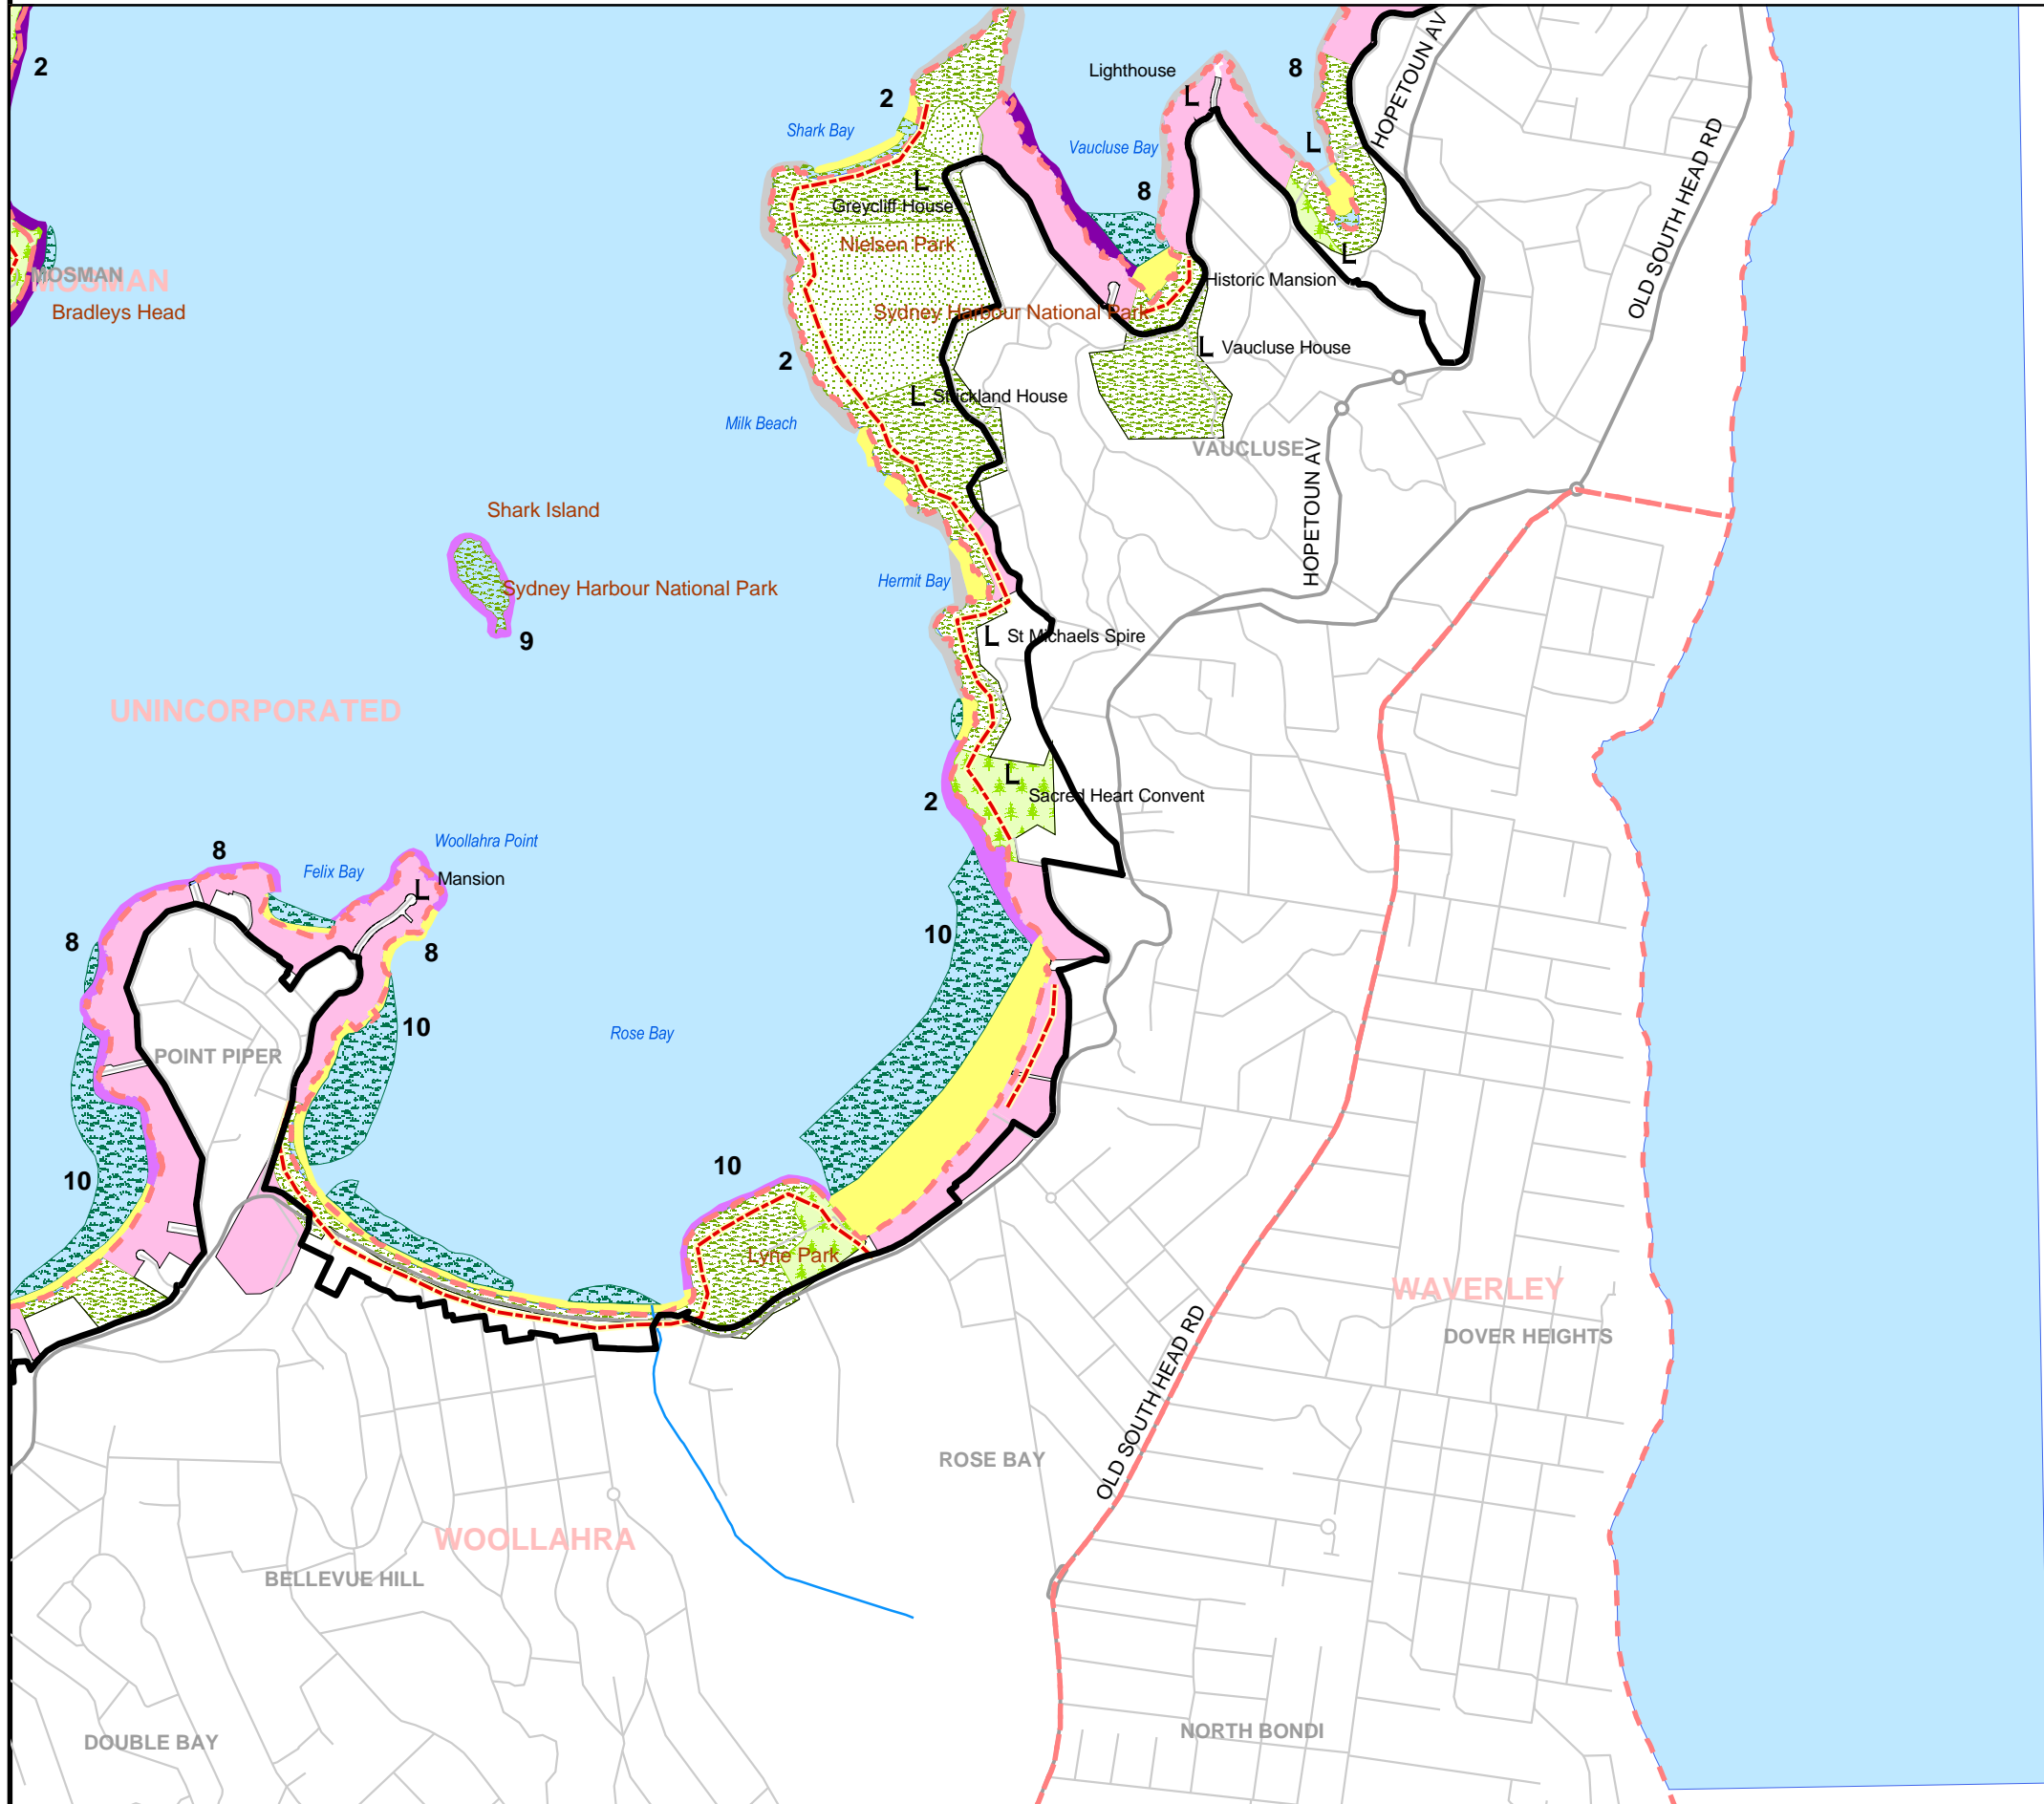 2
Lighthouse
L
8
HOPETOUN AV
2
Shark Bay
Vaucluse Bay
L
OLD SOUTH HEAD RD
L
8
Greycliff House
Nielsen Park
L
MOSMAN
MOSMAN
Historic Mansion
Bradleys Head
Sydney Harbour National Park
2
L Vaucluse House
L Strickland House
Milk Beach
VAUCLUSE
HOPETOUN AV
Shark Island
Hermit Bay
Sydney Harbour National Park
9
L St Michaels Spire
UNINCORPORATED
L
2
Sacred Heart Convent
8
Woollahra Point
Felix Bay
L Mansion
8
8
10
10
Rose Bay
POINT PIPER
10
10
Lyne Park
WAVERLEY
DOVER HEIGHTS
OLD SOUTH HEAD RD
ROSE BAY
WOOLLAHRA
BELLEVUE HILL
NORTH BONDI
DOUBLE BAY